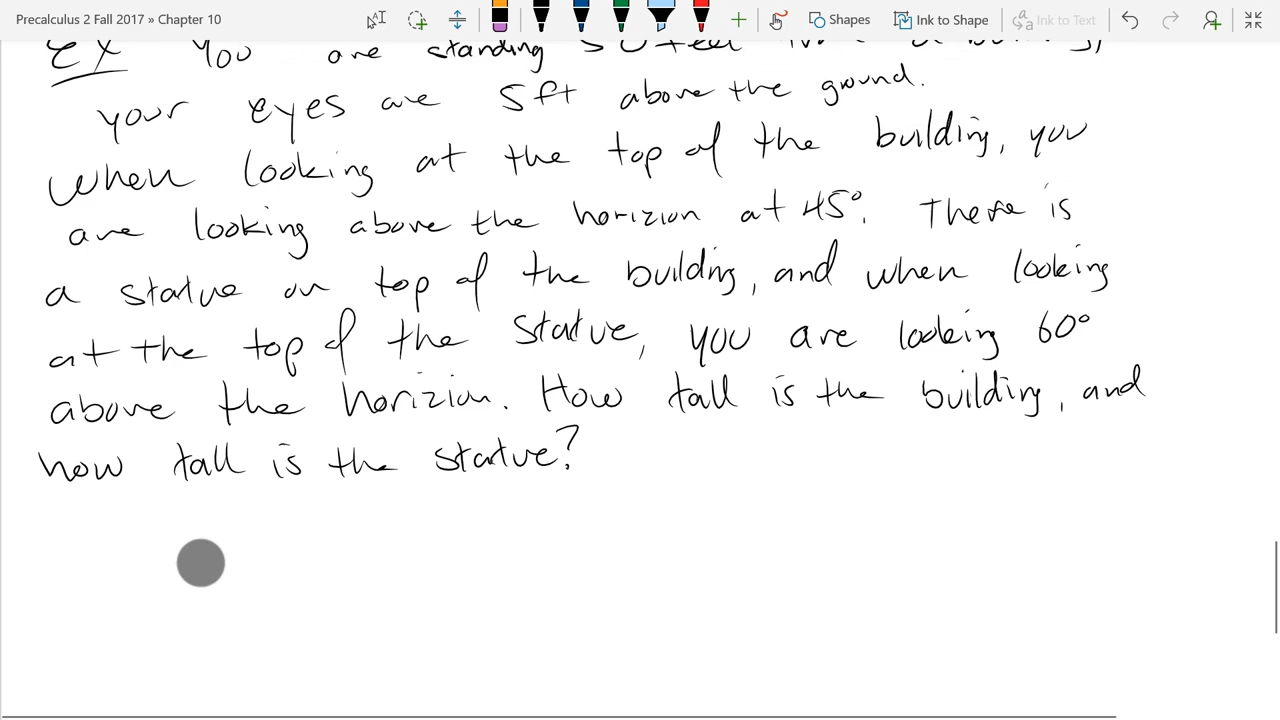 Precalculus 2 Fall 2017 » Chapter 10
Shapes
Ink to Shape
Ink to Text
Ex You are standing feet
your eyes are 5ft above the ground.
When looking at the top of the building, you
are looking above the horizion at 45°. There is
a statue on top of the building, and when looking
at the top of the statue, you are looking 60°
above the horizion. How tall is the building, and
how tall is the statue?